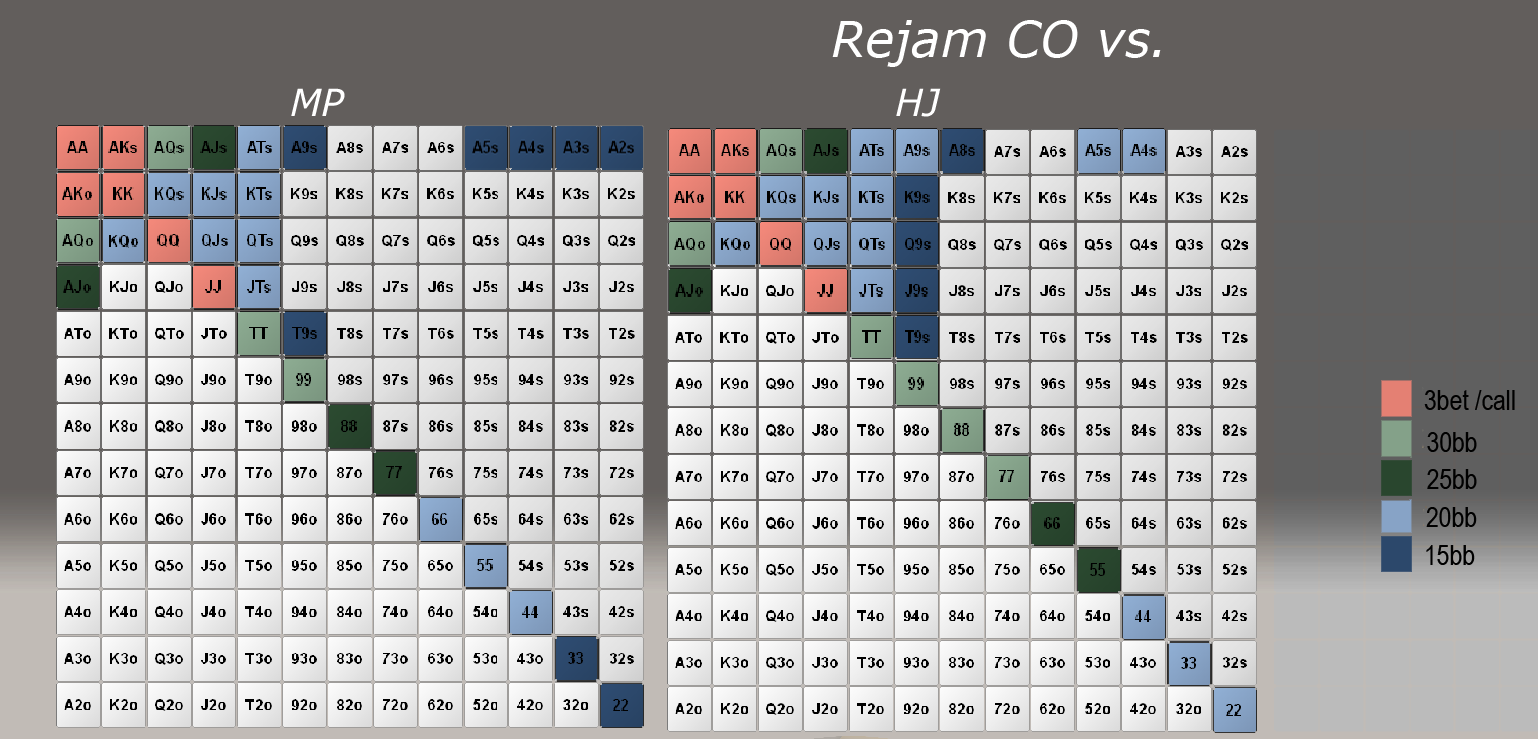 Rejam CO vs.
MP
HJ
AA AKs AQs AJs ATs A9s A8s A7s A6s A5s A4s A3s A2s
AKo KK KQs KJs KTs K9s K8s K7s K6s K5s K4s K3s K2s
AQo KQo QQ QJs QTs Q9s Q8s Q7s Q6s Q5s Q4s Q3s Q2s
AJo KJo QJo JJ JTs J9s J8s J7s J6s J5s J4s J3s J2s
ATo KTo QTo JTo TT T9s T8s T7s T6s T5s T4s T3s T2s
A9o K9o Q9o J9o T9o 99 98s 97s 96s 95s 94s 93s 92s
A8o K8o Q8o J8o T8o 98o 88 87s 86s 85s 84s 83s 82s
A7o K7o Q7o J7o T7o 97o 87o 77 76s 75s 74s 73s 72s
A6o K6o Q6o J6o T6o 96o 86o 76o 66 65s 64s 63s 62s
A5o K5o Q5o J5o T5o 95o 85o 75o 65o 55 54s 53s 52s
A4o K4o Q4o J4o T4o 94o 84o 74o 64o 54o 44 43s 42s
A3o K3o Q3o J3o T3o 93o 83o 73o 63o 53o 43o 33 32s
A2o K2o Q2o J2o T2o 92o 82o 72o 62o 52o 42o 32o 22
AA AKs AQs AJs ATs A9s A8s A7s A6s A5s A4s A3s A2s
AKo KK KQs KJs KTs K9s K8s K7s K6s K5s K4s K3s K2s
AQo KQo QQ QJs QTs Q9s Q8s Q7s Q6s Q5s Q4s Q3s Q2s
AJo KJo QJo JJ JTs J9s J8s J7s J6s J5s J4s J3s J2s
ATo KTo QTo JTo TT T9s T8s T7s T6s T5s T4s T3s T2s
A9o K9o Q9o J9o T9o 99 98s 97s 96s 95s 94s 93s 92s
A8o K8o Q8o J8o T8o 98o 88 87s 86s 85s 84s 83s 82s
A7o K7o Q7o J7o T7o 97o 87o 77 76s 75s 74s 73s 72s
A6o K6o Q6o J6o T6o 96o 86o 76o 66 65s 64s 63s 62s
A5o K5o Q5o J5o T5o 95o 85o 75o 65o 55 54s 53s 52s
A4o K4o Q4o J4o T4o 94o 84o 74o 64o 54o 44 43s 42s
A3o K3o Q3o J3o T3o 93o 83o 73o 63o 53o 43o 33 32s
A2o K2o Q2o J2o T2o 92o 82o 72o 62o 52o 42o 32o 22
3bet /call
30bb
25bb
20bb
15bb